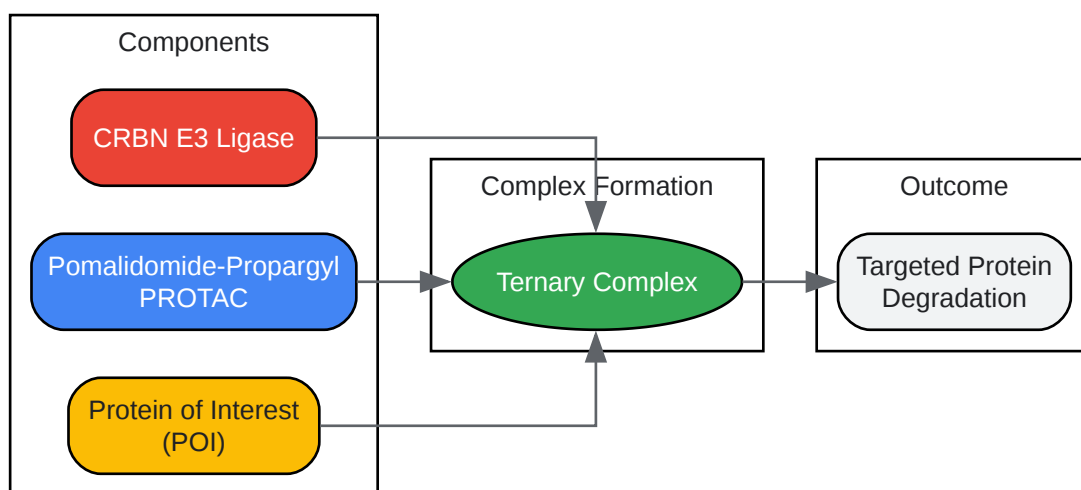 Components
CRBN E3 Ligase
Pomalidomide-Propargyl
PROTAC
Protein of Interest
(POI)
Complex Formation
Ternary Complex
Outcome
Targeted Protein
Degradation